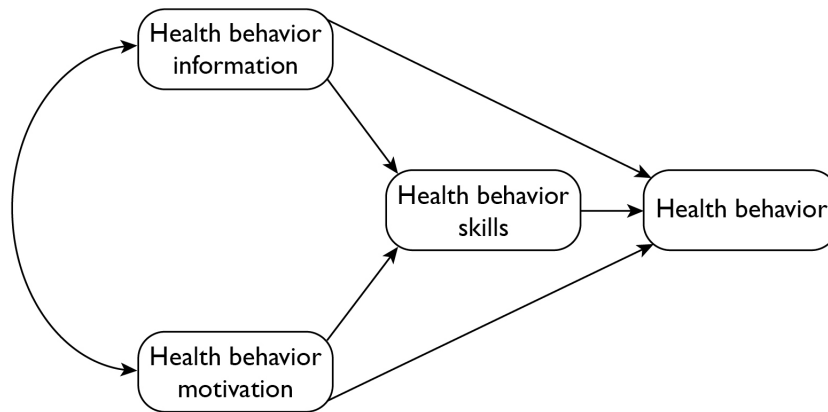 Health behavior
information
Health behavior
skills
Health behavior
Health behavior
motivation